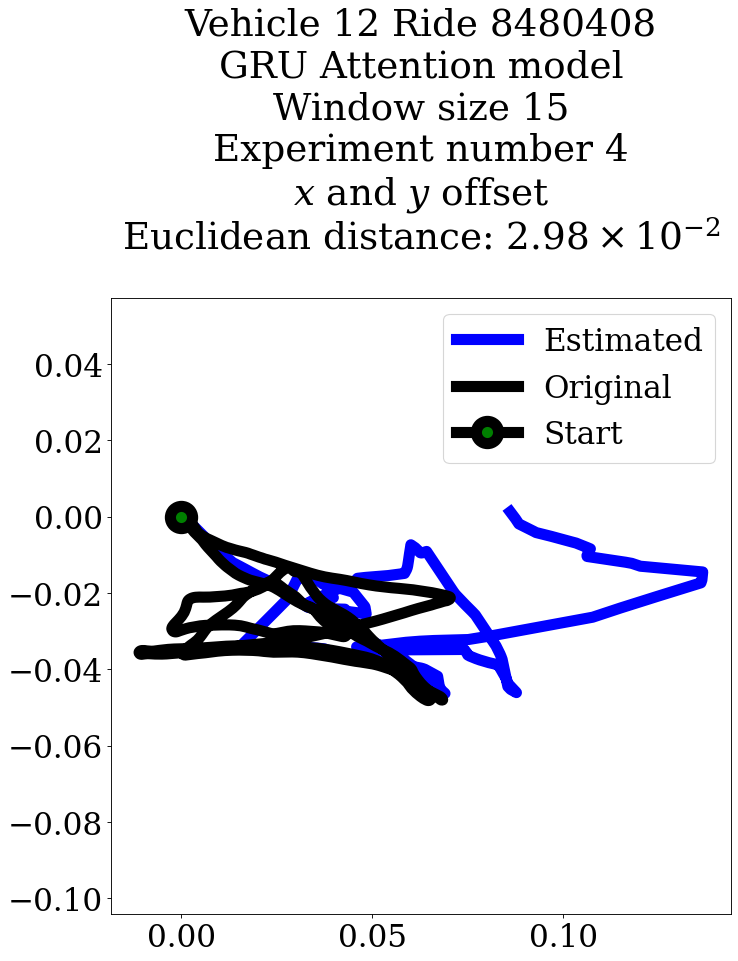 Vehicle 12 Ride 8480408
GRU Attention model
Window size 15
Experiment number 4
x and y offset
Euclidean distance: 2.98 × 10⁻²
Estimated
Original
Start
0.04
0.02
0.00
−0.02
−0.04
−0.06
−0.08
−0.10
0.00 0.05 0.10